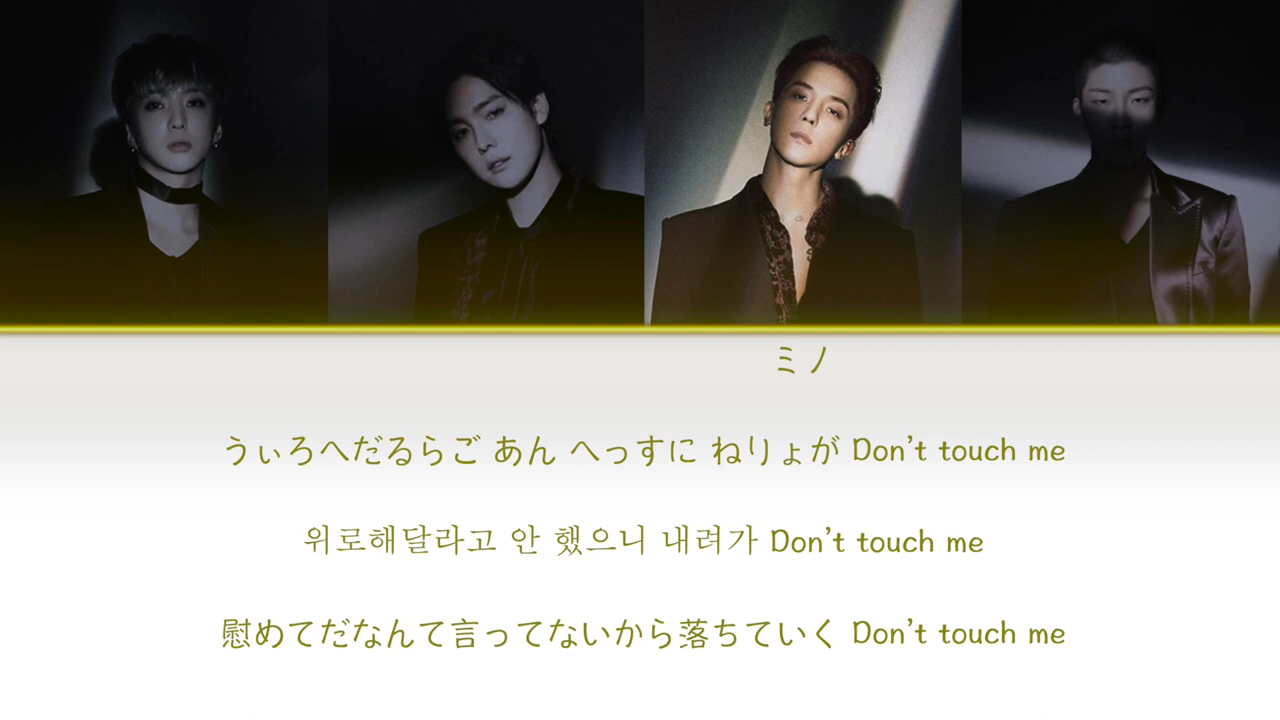 ミノ
うぃろへだるらご あん へっすに ねりょが Don't touch me
위로해달라고 안 했으니 내려가 Don't touch me
慰めてだなんて言ってないから落ちていく Don't touch me